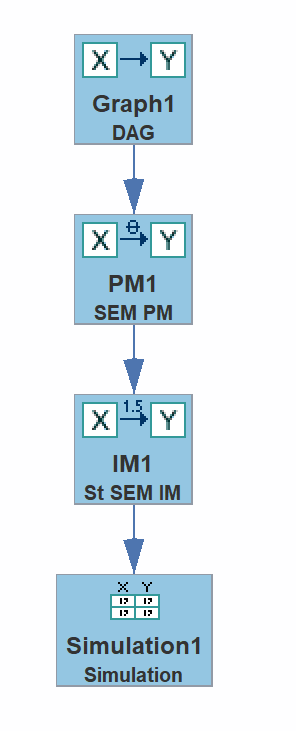 X Y
Graph1
DAG
θ
X Y
PM1
SEM PM
1.5
X Y
IM1
St SEM IM
X Y
Simulation1
Simulation